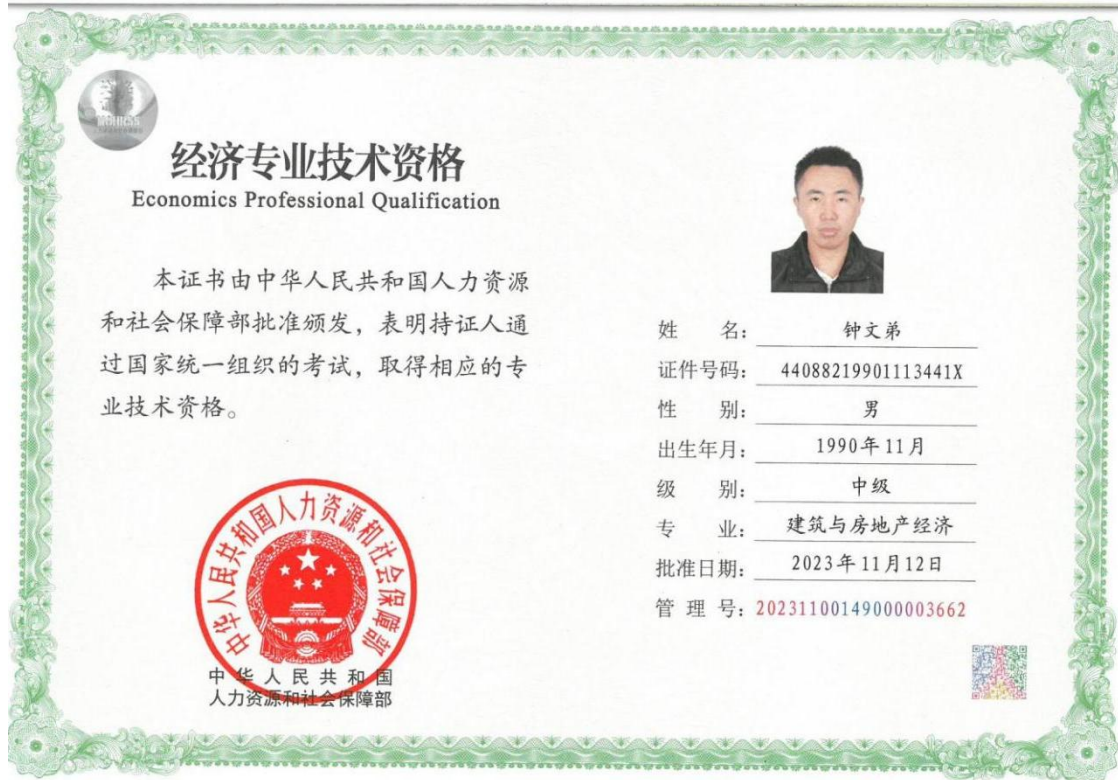 MOHRSS
经济专业技术资格
Economics Professional Qualification
本证书由中华人民共和国人力资源
和社会保障部批准颁发，表明持证人通
过国家统一组织的考试，取得相应的专
业技术资格。
中华人民共和国人力资源和社会保障部
中华人民共和国
人力资源和社会保障部
姓 名：钟文弟
证件号码：44088219901113441X
性 别：男
出生年月：1990年11月
级 别：中级
专 业：建筑与房地产经济
批准日期：2023年11月12日
管 理 号：20231100149000003662